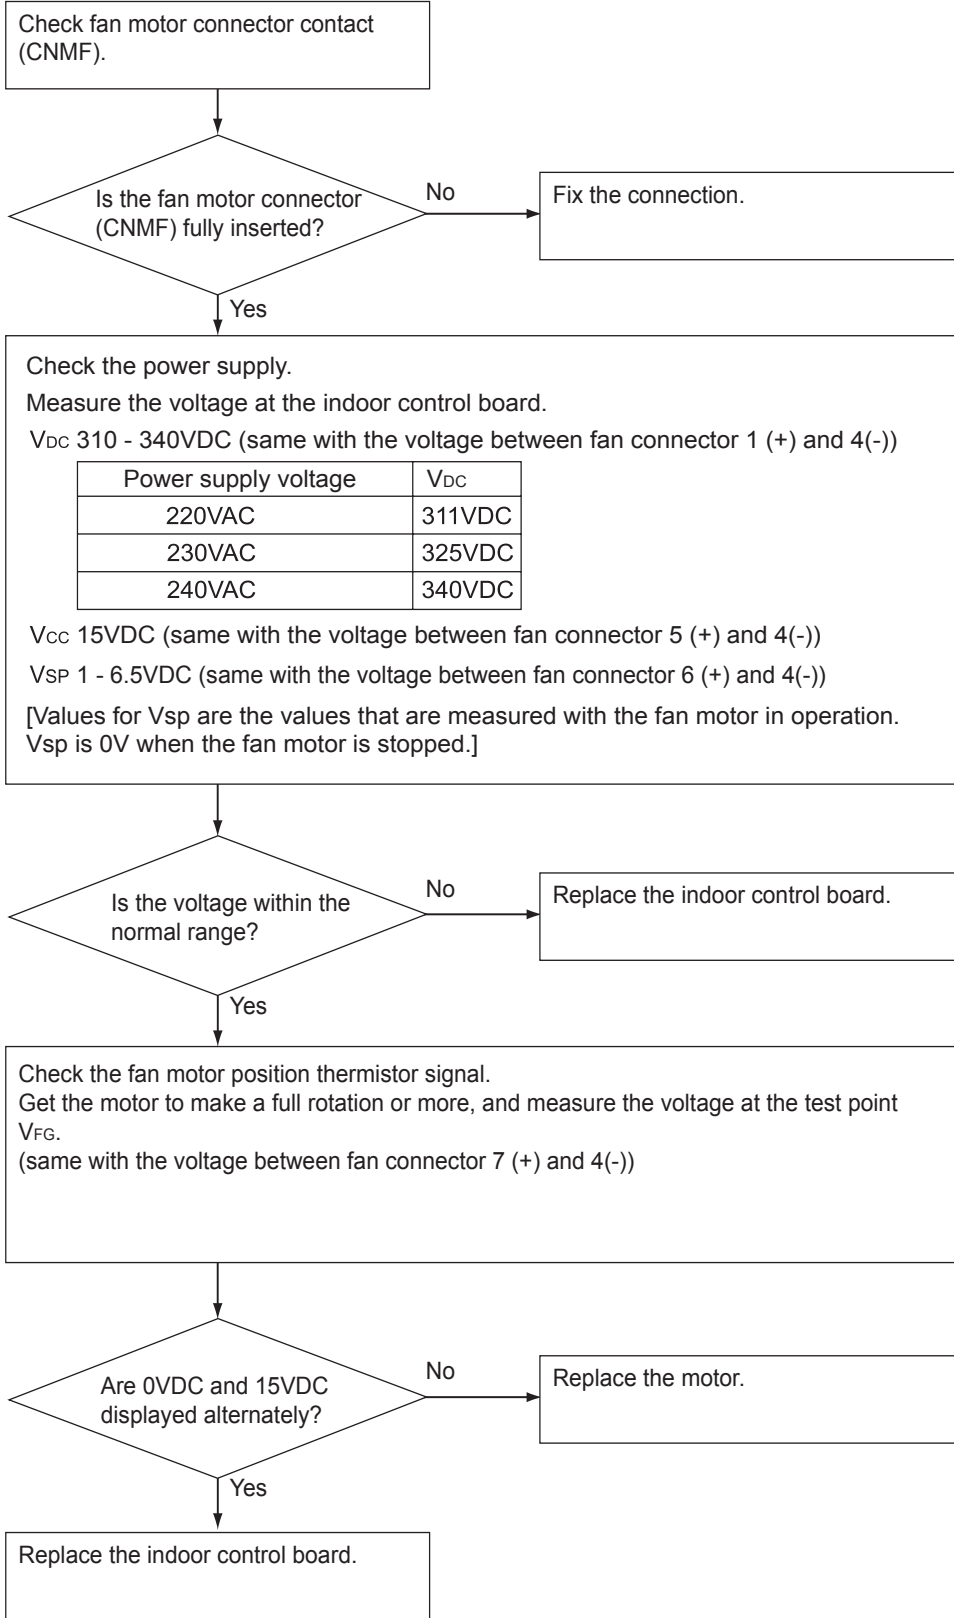 Check fan motor connector contact
(CNMF).
Is the fan motor connector
(CNMF) fully inserted?
No
Fix the connection.
Yes
Check the power supply.
Measure the voltage at the indoor control board.
VDC 310 - 340VDC (same with the voltage between fan connector 1 (+) and 4(-))
Power supply voltage VDC
220VAC 311VDC
230VAC 325VDC
240VAC 340VDC
VCC 15VDC (same with the voltage between fan connector 5 (+) and 4(-))
VSP 1 - 6.5VDC (same with the voltage between fan connector 6 (+) and 4(-))
[Values for Vsp are the values that are measured with the fan motor in operation.
Vsp is 0V when the fan motor is stopped.]
Is the voltage within the
normal range?
No
Replace the indoor control board.
Yes
Check the fan motor position thermistor signal.
Get the motor to make a full rotation or more, and measure the voltage at the test point
VFG.
(same with the voltage between fan connector 7 (+) and 4(-))
Are 0VDC and 15VDC
displayed alternately?
No
Replace the motor.
Yes
Replace the indoor control board.